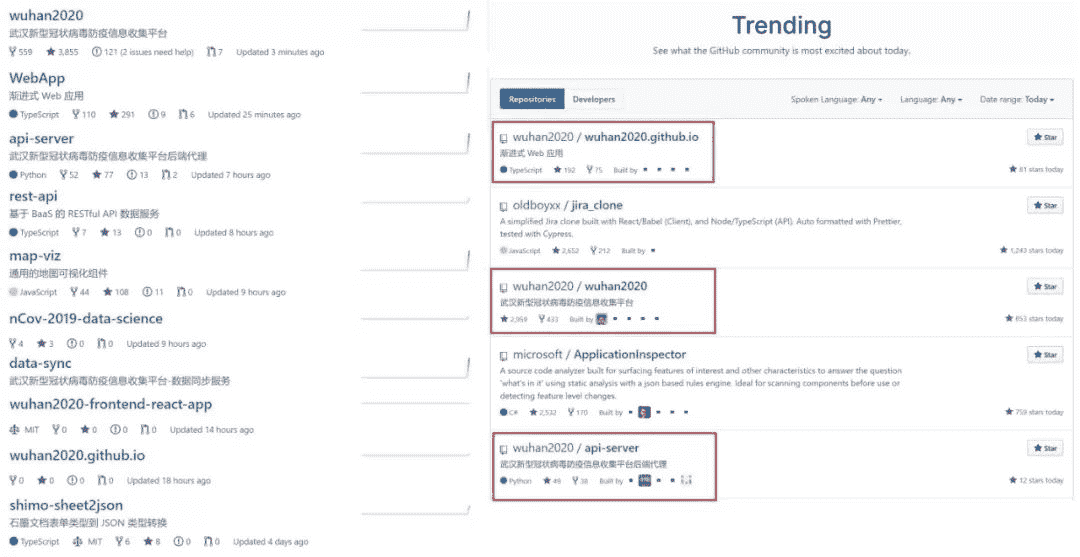 wuhan2020
武汉新型冠状病毒防疫信息收集平台
559 3,855 121 (2 issues need help) 7 Updated 3 minutes ago
WebApp
渐进式 Web 应用
TypeScript 110 291 9 6 Updated 25 minutes ago
api-server
武汉新型冠状病毒防疫信息收集平台后端代理
Python 52 77 13 2 Updated 7 hours ago
rest-api
基于 BaaS 的 RESTful API 数据服务
TypeScript 7 13 0 0 Updated 8 hours ago
map-viz
通用的地图可视化组件
JavaScript 44 108 11 0 Updated 9 hours ago
nCov-2019-data-science
4 3 0 0 Updated 9 hours ago
data-sync
武汉新型冠状病毒防疫信息收集平台-数据同步服务
wuhan2020-frontend-react-app
MIT 0 0 0 0 Updated 14 hours ago
wuhan2020.github.io
0 0 0 0 Updated 18 hours ago
shimo-sheet2json
石墨文档表单类型到 JSON 类型转换
TypeScript MIT 6 8 0 0 Updated 4 days ago
Trending
See what the GitHub community is most excited about today.
Repositories Developers Spoken Language: Any Language: Any Date range: Today
wuhan2020 / wuhan2020.github.io Star
渐进式 Web 应用
TypeScript 192 75 Built by 81 stars today
oldboyxx / jira_clone Star
A simplified Jira clone built with React/Babel (Client), and Node/TypeScript (API). Auto formatted with Prettier,
tested with Cypress.
JavaScript 2,652 212 Built by 1,243 stars today
wuhan2020 / wuhan2020 Star
武汉新型冠状病毒防疫信息收集平台
2,959 433 Built by 653 stars today
microsoft / ApplicationInspector Star
A source code analyzer built for surfacing features of interest and other characteristics to answer the question
'what's in it' using static analysis with a json based rules engine. Ideal for scanning components before use or
detecting feature level changes.
C# 2,532 170 Built by 759 stars today
wuhan2020 / api-server Star
武汉新型冠状病毒防疫信息收集平台后端代理
Python 49 38 Built by 12 stars today